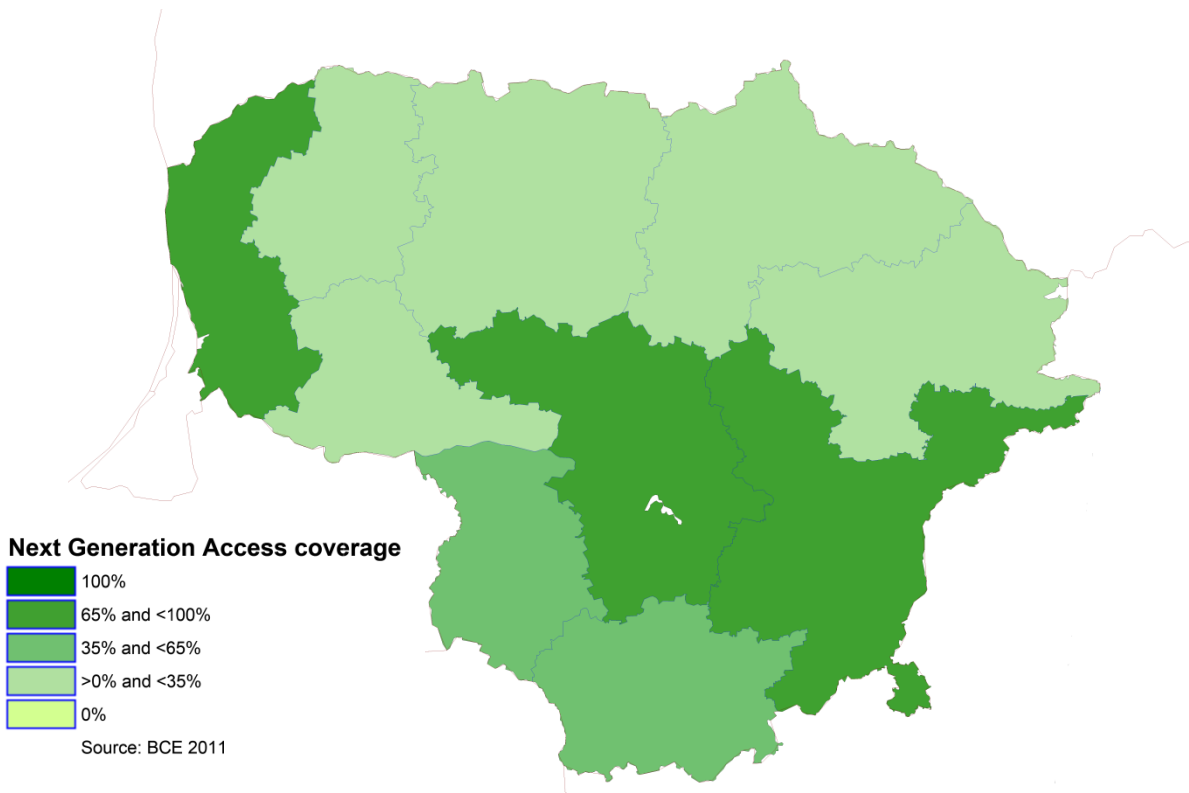 Next Generation Access coverage
100%
65% and <100%
35% and <65%
>0% and <35%
0%
Source: BCE 2011